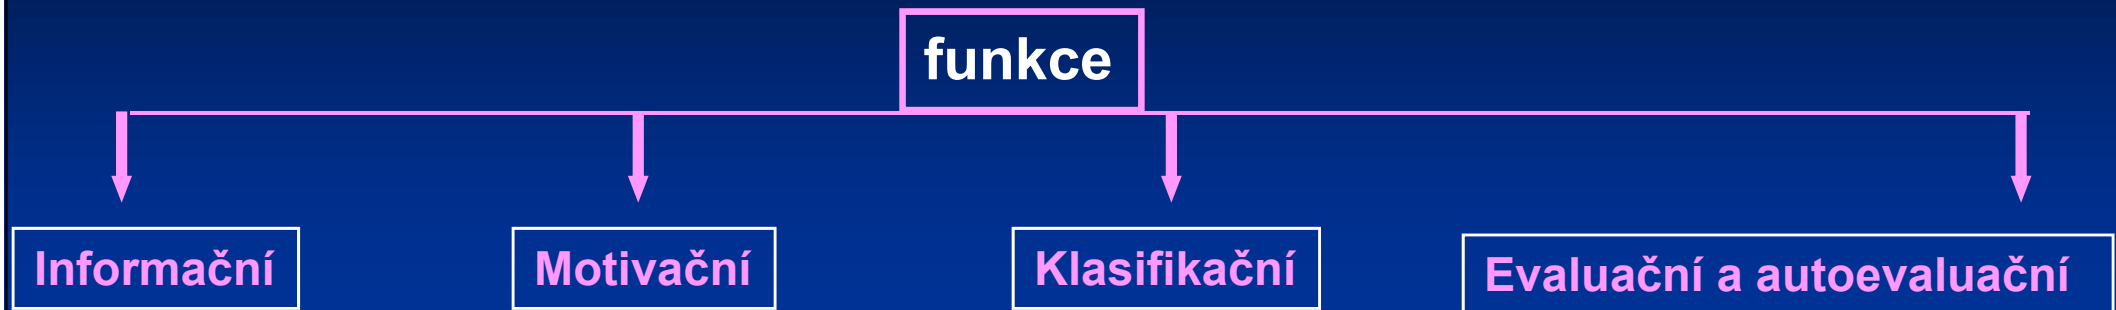 funkce
Informační
Motivační
Klasifikační
Evaluační a autoevaluační